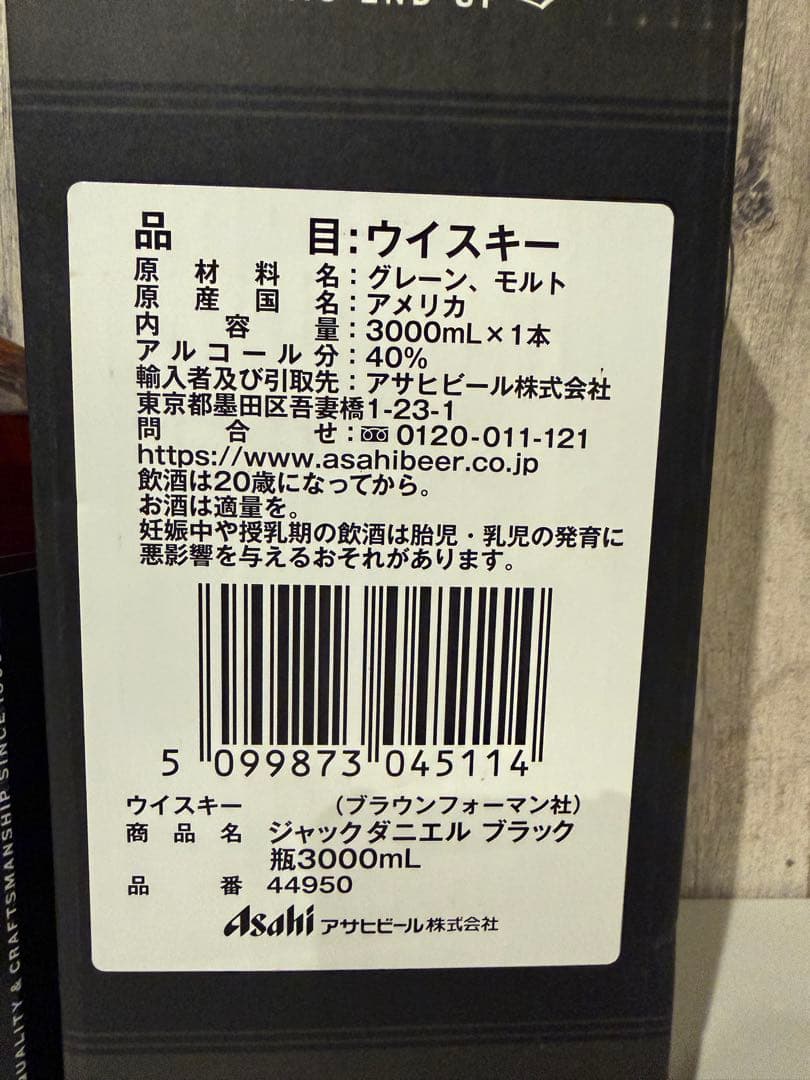 END UP
品目:ウイスキー
原材料名:グレーン、モルト
原産国名:アメリカ
内容量:3000mL×1本
アルコール分:40%
輸入者及び引取先:アサヒビール株式会社
東京都墨田区吾妻橋1-23-1
問合せ:0120-011-121
https://www.asahibeer.co.jp
飲酒は20歳になってから。
お酒は適量を。
妊娠中や授乳期の飲酒は胎児・乳児の発育に
悪影響を与えるおそれがあります。
5 099873 045114
ウイスキー (ブラウンフォーマン社)
商品名 ジャックダニエル ブラック
瓶3000mL
品番 44950
Asahi アサヒビール株式会社
QUALITY & CRAFTSMANSHIP SINCE